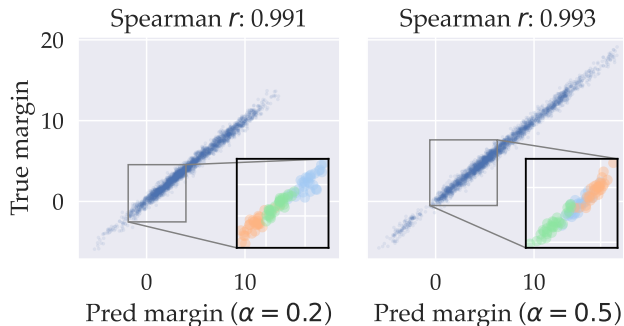 Spearman r: 0.991
Spearman r: 0.993
True margin
20
10
0
0
10
0
10
Pred margin (α = 0.2)
Pred margin (α = 0.5)